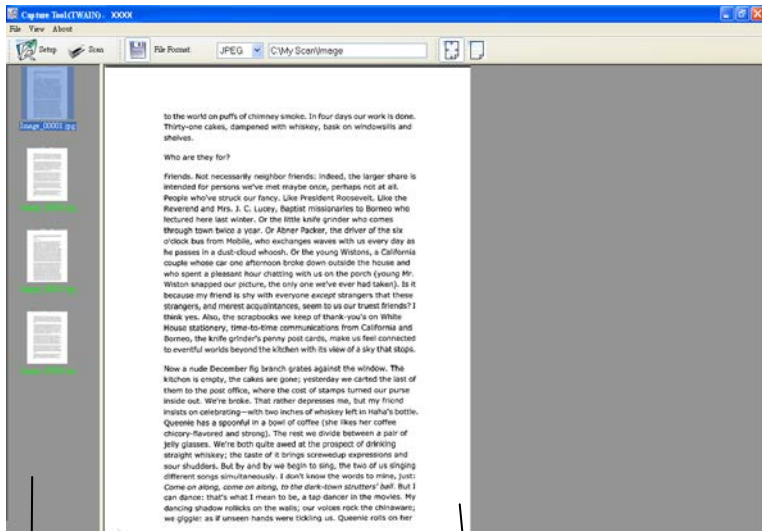 Capture Tool(TWAIN) - XXXX
File View About
Setup Scan File Format JPEG C:\My Scan\Image
Image_00001.jpg
to the world on puffs of chimney smoke. In four days our work is done.
Thirty-one cakes, dampened with whiskey, bask on windowsills and
shelves.
Who are they for?
Friends. Not necessarily neighbor friends: indeed, the larger share is
intended for persons we've met maybe once, perhaps not at all.
People who've struck our fancy. Like President Roosevelt. Like the
Reverend and Mrs. J. C. Lucey, Baptist missionaries to Borneo who
lectured here last winter. Or the little knife grinder who comes
through town twice a year. Or Abner Packer, the driver of the six
o'clock bus from Mobile, who exchanges waves with us every day as
he passes in a dust-cloud whoosh. Or the young Wistons, a California
couple whose car one afternoon broke down outside the house and
who spent a pleasant hour chatting with us on the porch (young Mr.
Wiston snapped our picture, the only one we've ever had taken). Is it
because my friend is shy with everyone except strangers that these
strangers, and merest acquaintances, seem to us our truest friends? I
think yes. Also, the scrapbooks we keep of thank-you's on White
House stationery, time-to-time communications from California and
Borneo, the knife grinder's penny post cards, make us feel connected
to eventful worlds beyond the kitchen with its view of a sky that stops.
Now a nude December fig branch grates against the window. The
kitchen is empty, the cakes are gone; yesterday we carted the last of
them to the post office, where the cost of stamps turned our purse
inside out. We're broke. That rather depresses me, but my friend
insists on celebrating—with two inches of whiskey left in Haha's bottle.
Queenie has a spoonful in a bowl of coffee (she likes her coffee
chicory-flavored and strong). The rest we divide between a pair of
jelly glasses. We're both quite awed at the prospect of drinking
straight whiskey; the taste of it brings screwedup expressions and
sour shudders. But by and by we begin to sing, the two of us singing
different songs simultaneously. I don't know the words to mine, just:
Come on along, come on along, to the dark-town strutters' ball. But I
can dance: that's what I mean to be, a tap dancer in the movies. My
dancing shadow rollicks on the walls; our voices rock the chinaware;
we giggle: as if unseen hands were tickling us. Queenie rolls on her